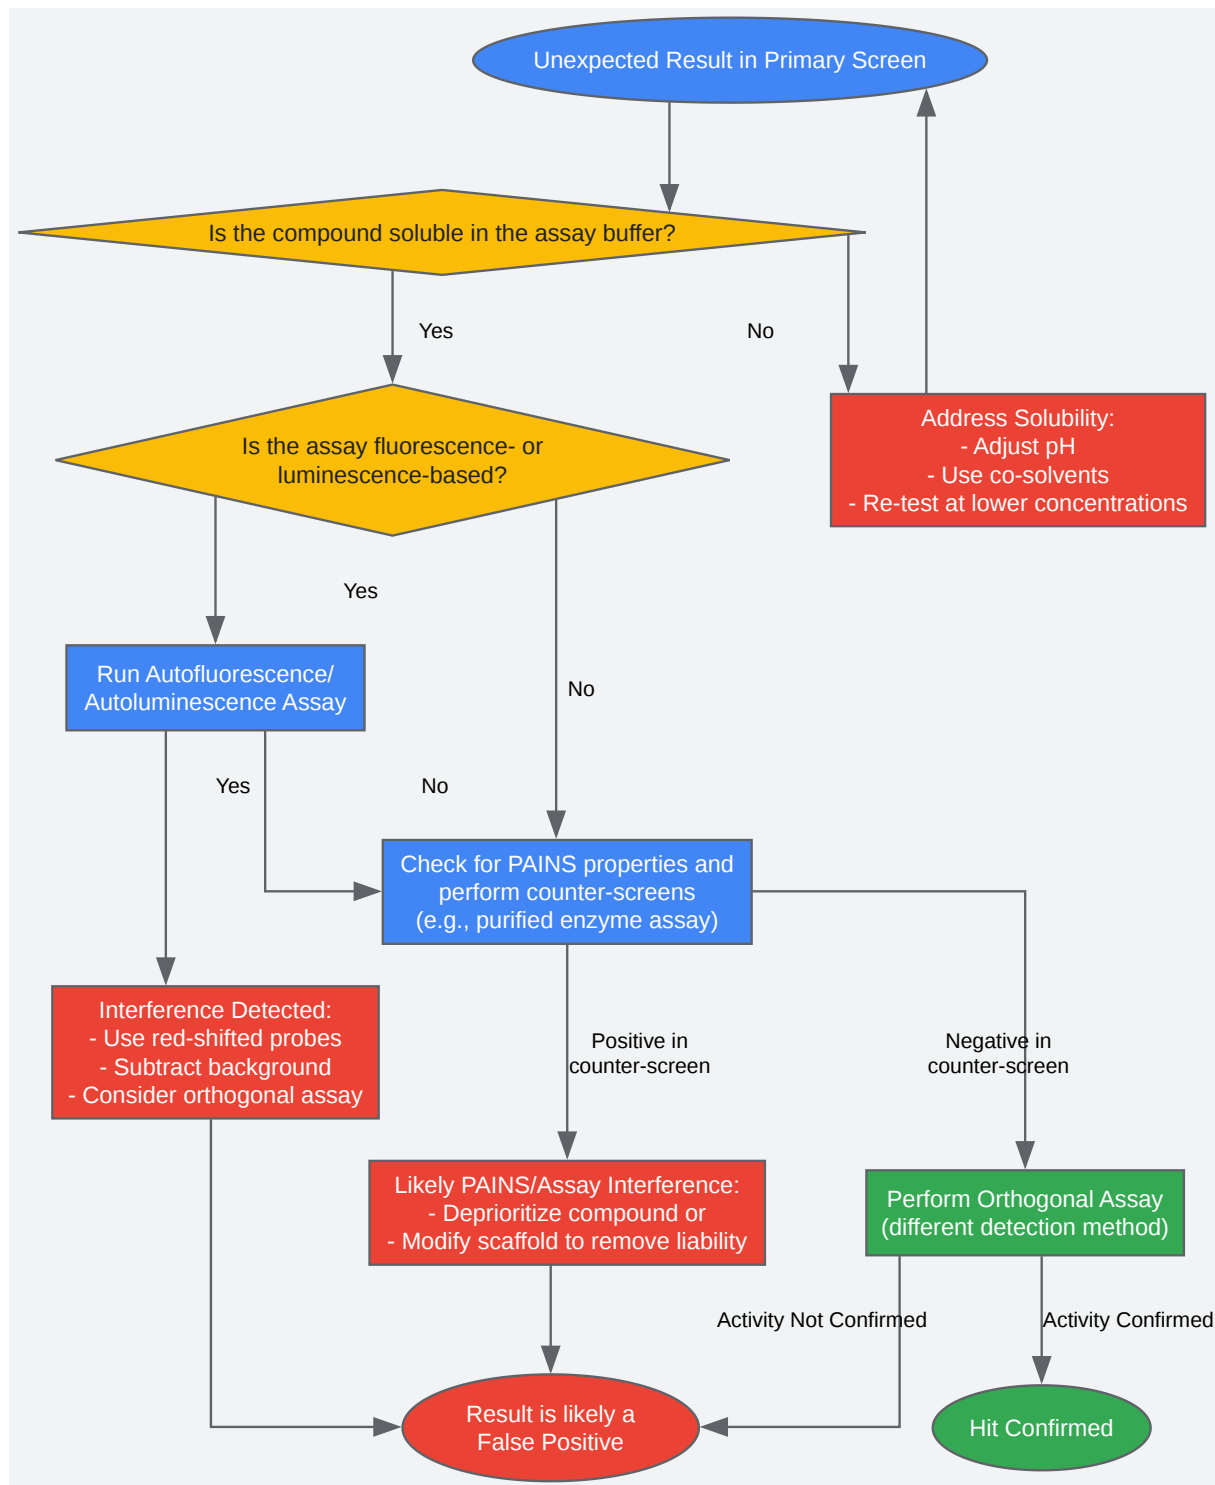 Unexpected Result in Primary Screen
Is the compound soluble in the assay buffer?
Yes
No
Address Solubility:
- Adjust pH
- Use co-solvents
- Re-test at lower concentrations
Is the assay fluorescence- or
luminescence-based?
Yes
No
Run Autofluorescence/
Autoluminescence Assay
Yes
No
Check for PAINS properties and
perform counter-screens
(e.g., purified enzyme assay)
Interference Detected:
- Use red-shifted probes
- Subtract background
- Consider orthogonal assay
Positive in
counter-screen
Negative in
counter-screen
Likely PAINS/Assay Interference:
- Deprioritize compound or
- Modify scaffold to remove liability
Perform Orthogonal Assay
(different detection method)
Activity Not Confirmed
Activity Confirmed
Result is likely a
False Positive
Hit Confirmed